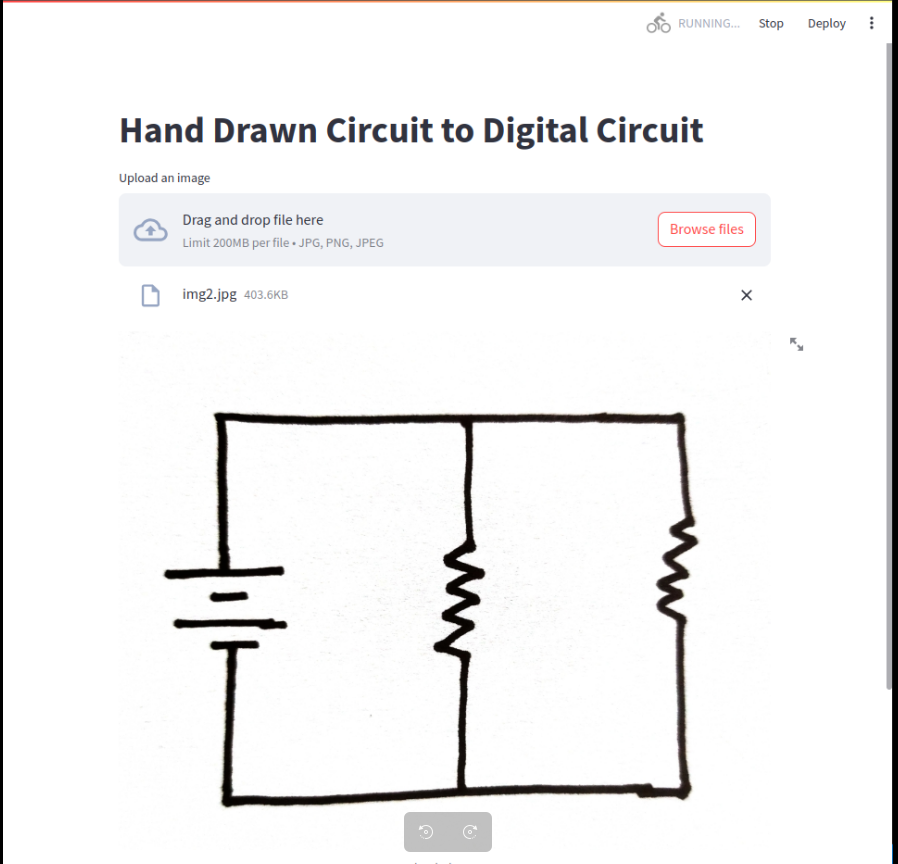 RUNNING... Stop Deploy
Hand Drawn Circuit to Digital Circuit
Upload an image
Drag and drop file here
Limit 200MB per file • JPG, PNG, JPEG
Browse files
img2.jpg 403.6KB